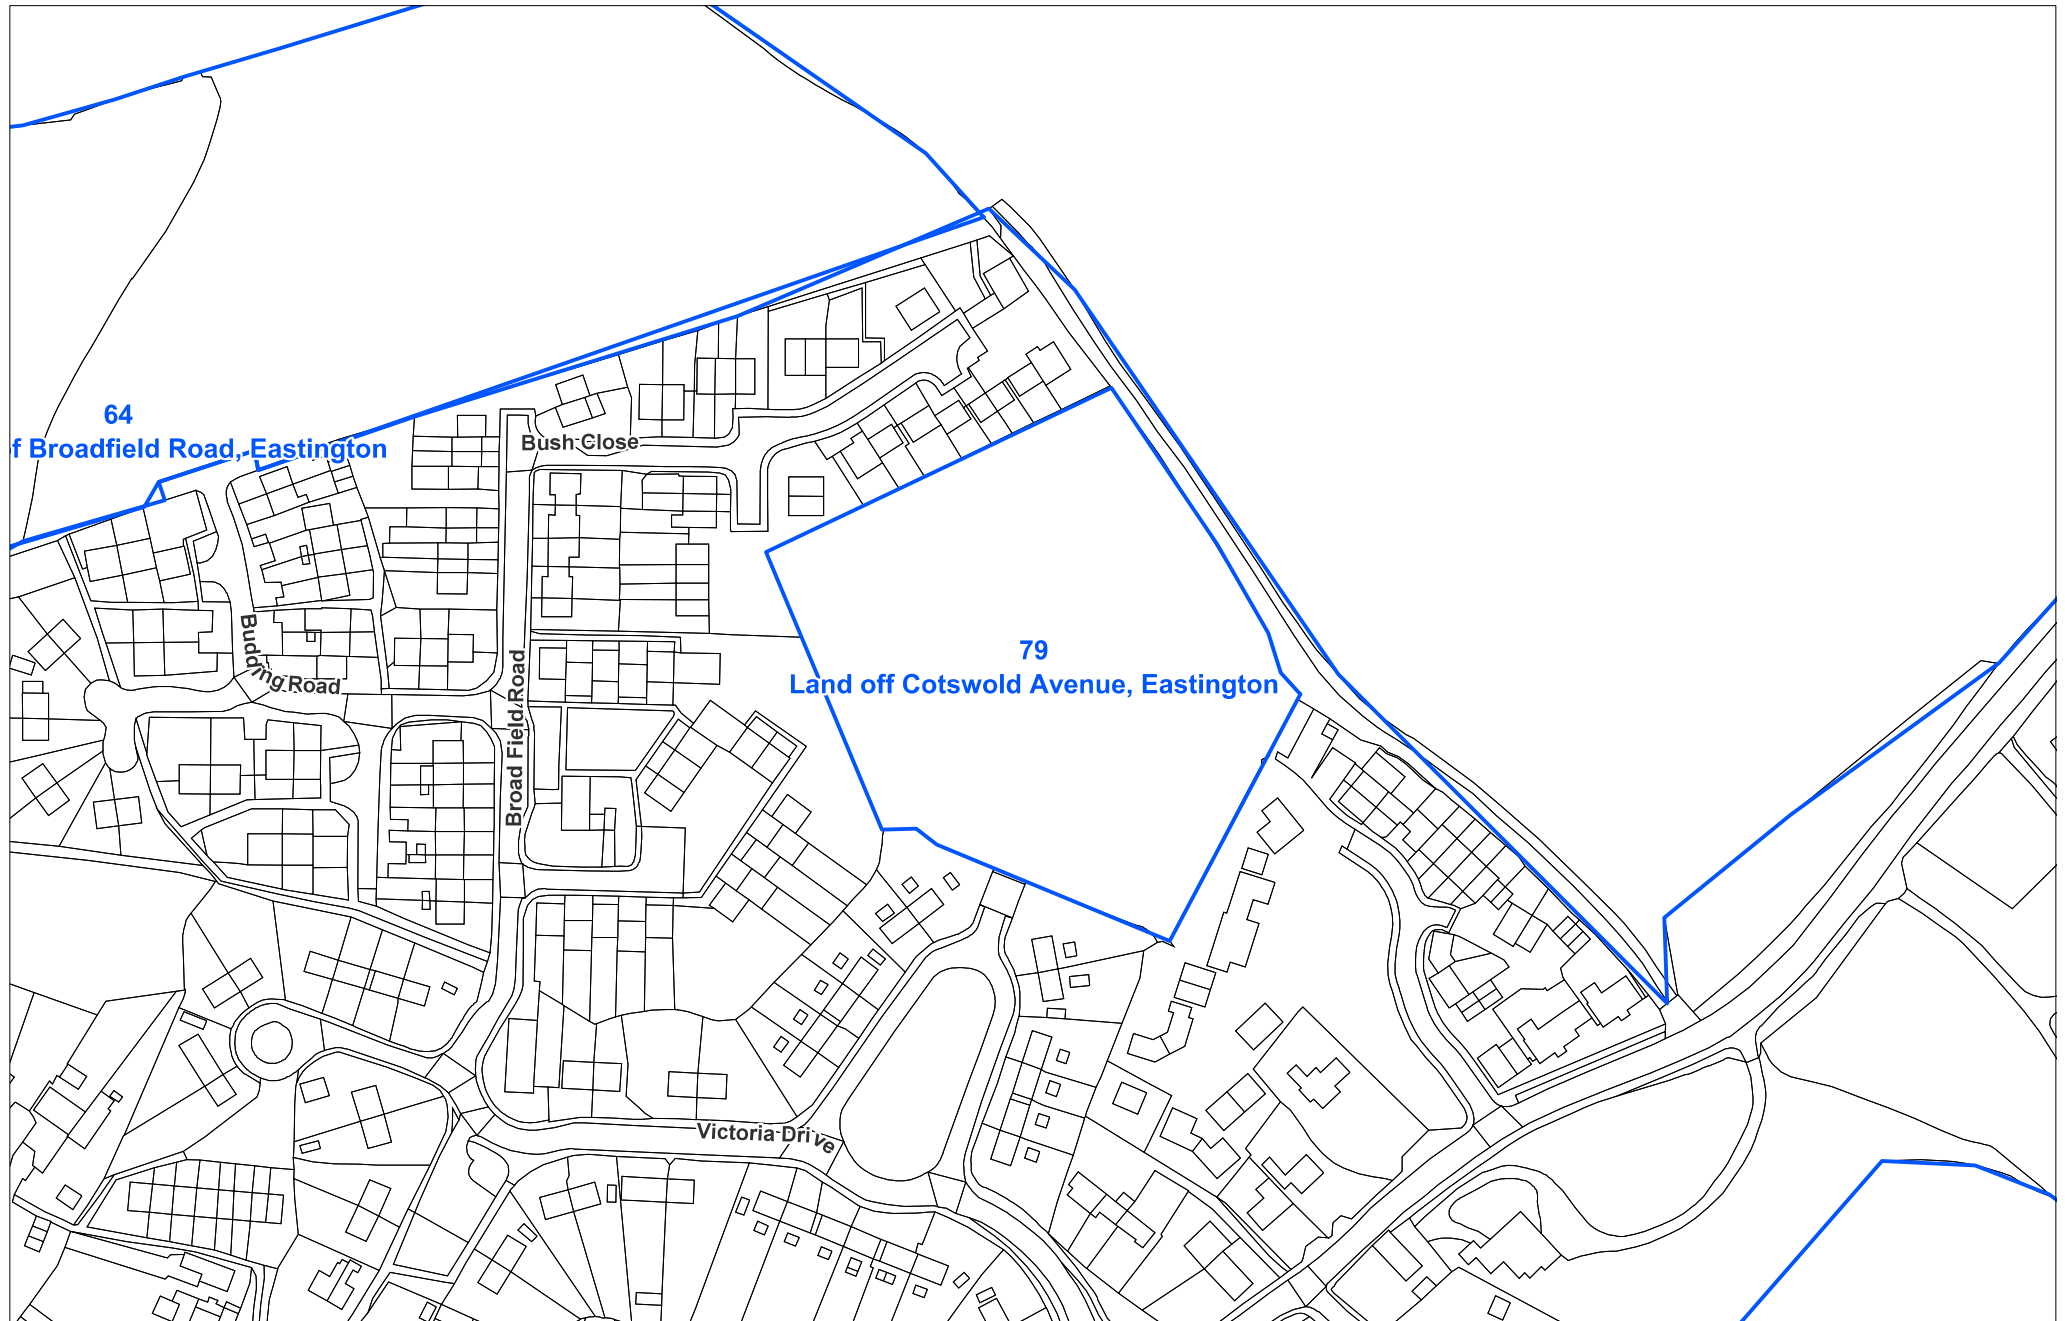 64
of Broadfield Road, Eastington
Bush Close
Budding Road
Broad Field Road
79
Land off Cotswold Avenue, Eastington
Victoria Drive